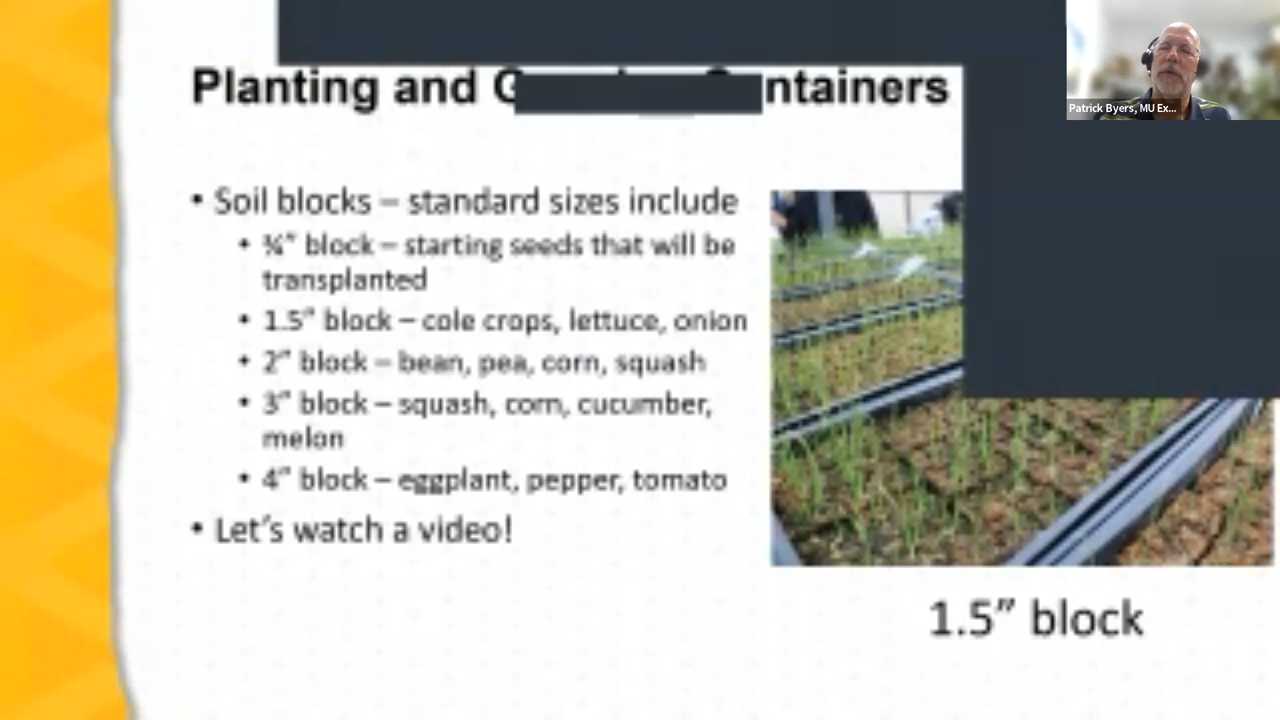 Planting and
Patrick Byers, MU Ex...
• Soil blocks – standard sizes include
• ¾” block – starting seeds that will be
transplanted
• 1.5” block – cole crops, lettuce, onion
• 2” block – bean, pea, corn, squash
• 3” block – squash, corn, cucumber,
melon
• 4” block – eggplant, pepper, tomato
• Let’s watch a video!
1.5” block